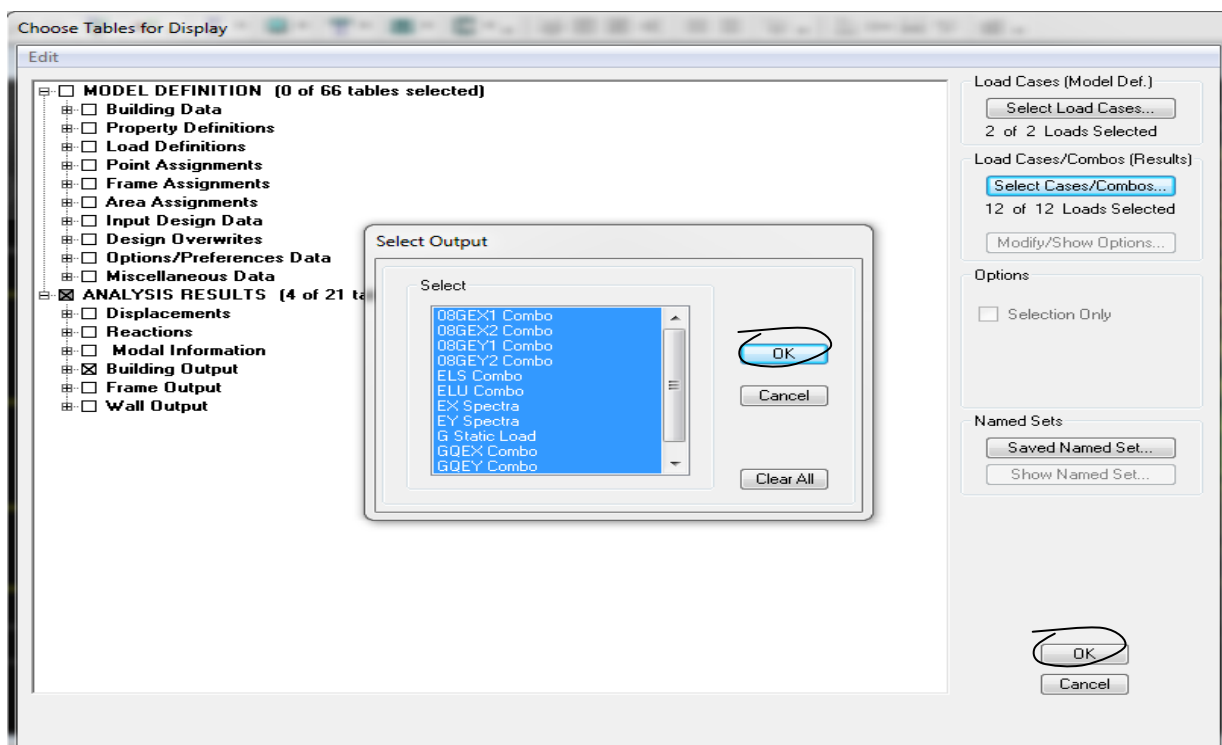 Choose Tables for Display
Edit
MODEL DEFINITION (0 of 66 tables selected)
Building Data
Property Definitions
Load Definitions
Point Assignments
Frame Assignments
Area Assignments
Input Design Data
Design Overwrites
Options/Preferences Data
Miscellaneous Data
ANALYSIS RESULTS (4 of 21 ta
Displacements
Reactions
Modal Information
Building Output
Frame Output
Wall Output
Select Output
Select
08GEX1 Combo
08GEX2 Combo
08GEY1 Combo
08GEY2 Combo
ELS Combo
ELU Combo
EX Spectra
EY Spectra
G Static Load
GQEX Combo
GQEY Combo
OK
Cancel
Clear All
Load Cases (Model Def.)
Select Load Cases...
2 of 2 Loads Selected
Load Cases/Combos (Results)
Select Cases/Combos...
12 of 12 Loads Selected
Modify/Show Options...
Options
Selection Only
Named Sets
Saved Named Set...
Show Named Set...
OK
Cancel